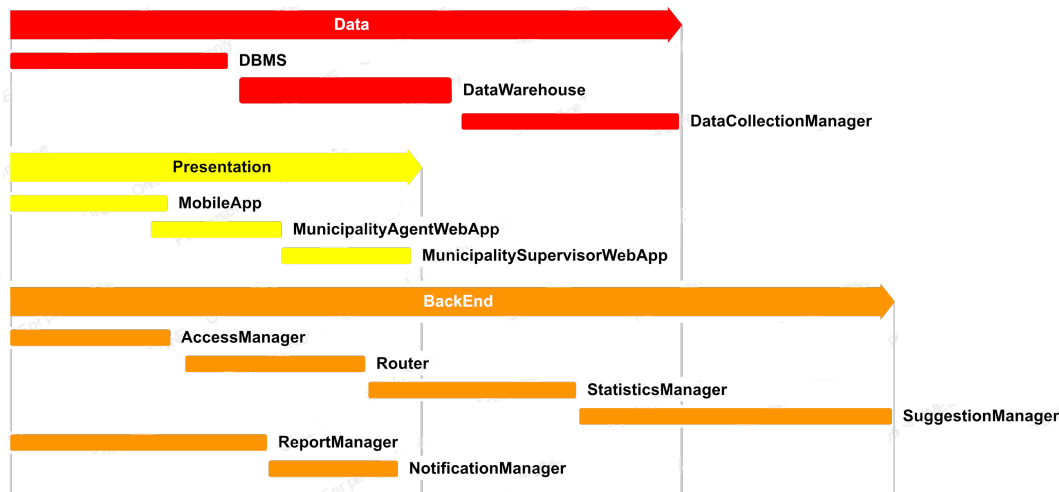 Data
DBMS
DataWarehouse
DataCollectionManager
Presentation
MobileApp
MunicipalityAgentWebApp
MunicipalitySupervisorWebApp
BackEnd
AccessManager
Router
StatisticsManager
SuggestionManager
ReportManager
NotificationManager